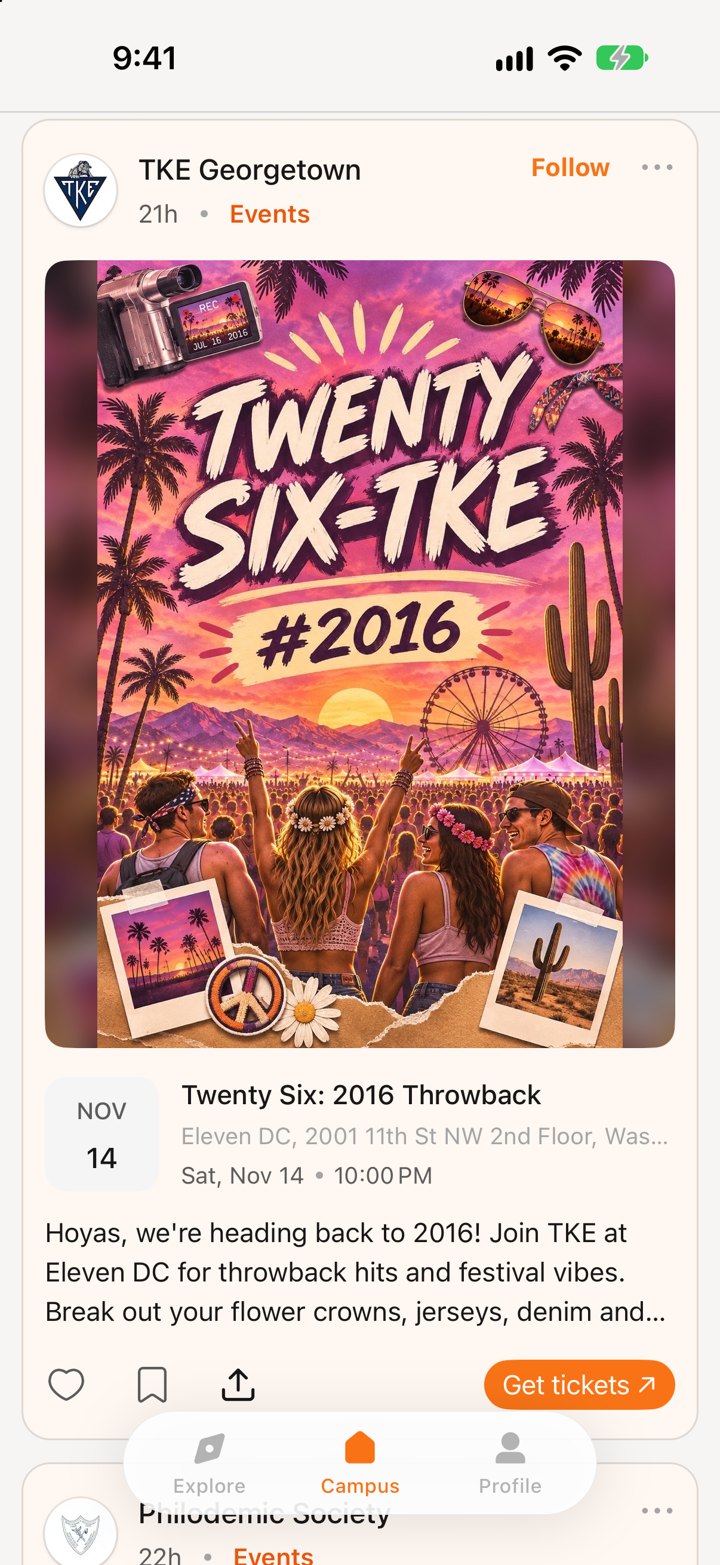 9:41
TKE
TKE Georgetown
Follow
21h • Events
REC
JUL 16 2016
TWENTY
SIX-TKE
#2016
NOV
14
Twenty Six: 2016 Throwback
Eleven DC, 2001 11th St NW 2nd Floor, Was...
Sat, Nov 14 • 10:00 PM
Hoyas, we're heading back to 2016! Join TKE at
Eleven DC for throwback hits and festival vibes.
Break out your flower crowns, jerseys, denim and...
Get tickets
Explore
Campus
Profile
Philodemic Society
22h • Events